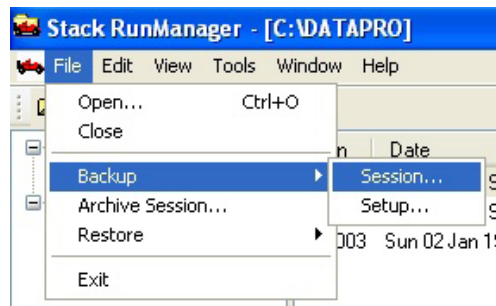 Stack RunManager - [C:\DATAPRO]
File Edit View Tools Window Help
Open... Ctrl+O
Close
n Date
Backup Session...
Archive Session... Setup...
Restore 003 Sun 02 Jan 19
Exit